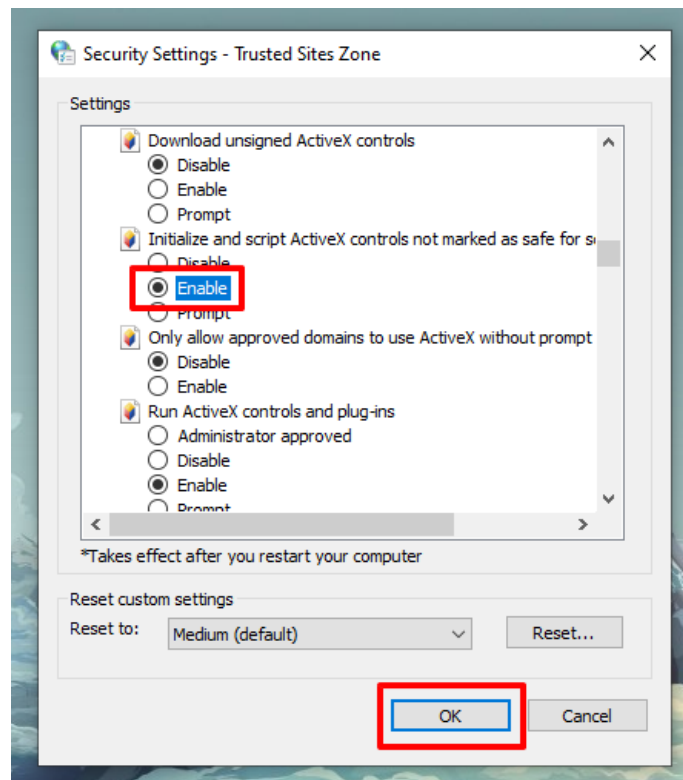 Security Settings - Trusted Sites Zone
Settings
Download unsigned ActiveX controls
Disable
Enable
Prompt
Initialize and script ActiveX controls not marked as safe for s
Disable
Enable
Prompt
Only allow approved domains to use ActiveX without prompt
Disable
Enable
Run ActiveX controls and plug-ins
Administrator approved
Disable
Enable
Prompt
*Takes effect after you restart your computer
Reset custom settings
Reset to: Medium (default) Reset...
OK Cancel